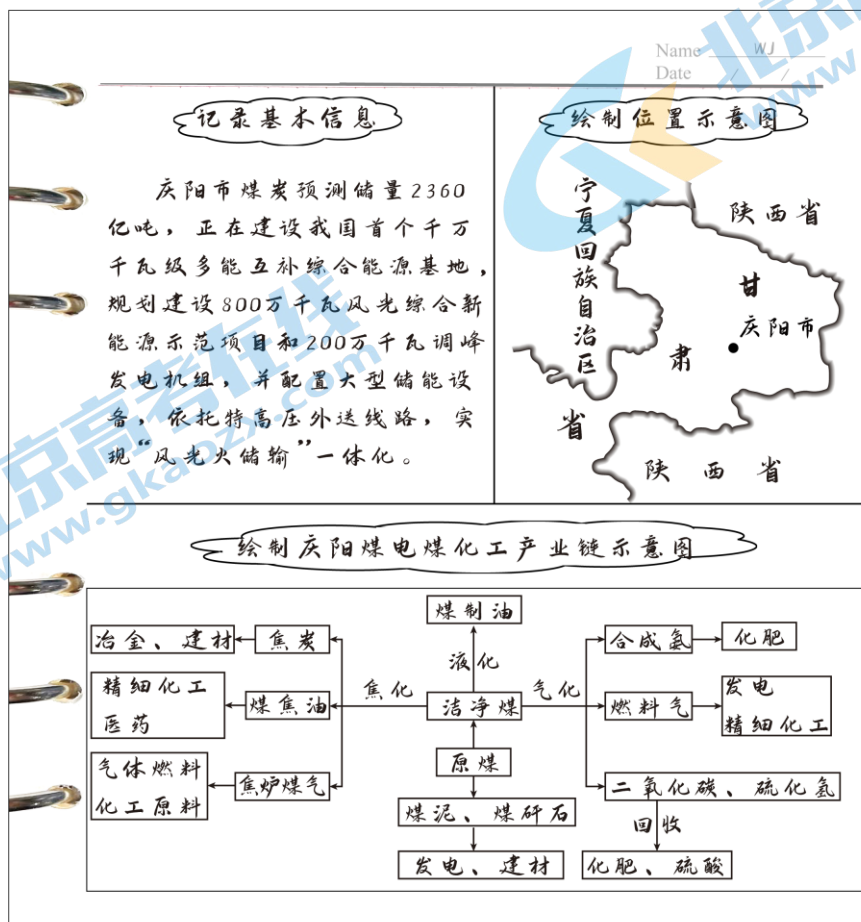 Name WJ
Date / /
记录基本信息
庆阳市煤炭预测储量2360
亿吨，正在建设我国首个千万
千瓦级多能互补综合能源基地，
规划建设800万千瓦风光综合新
能源示范项目和200万千瓦调峰
发电机组，并配置大型储能设
备，依托特高压外送线路，实
现“风光火储输”一体化。
绘制位置示意图
宁夏回族自治区
陕西省
甘
庆阳市
肃
省
陕西省
绘制庆阳煤电煤化工产业链示意图
煤制油
冶金、建材
焦炭
液化
合成氨
化肥
精细化工
医药
煤焦油
焦化
洁净煤
气化
燃料气
发电
精细化工
原煤
气体燃料
化工原料
焦炉煤气
二氧化碳、硫化氢
煤泥、煤矸石
回收
发电、建材
化肥、硫酸
北京高考在线
www.gkaozx.com